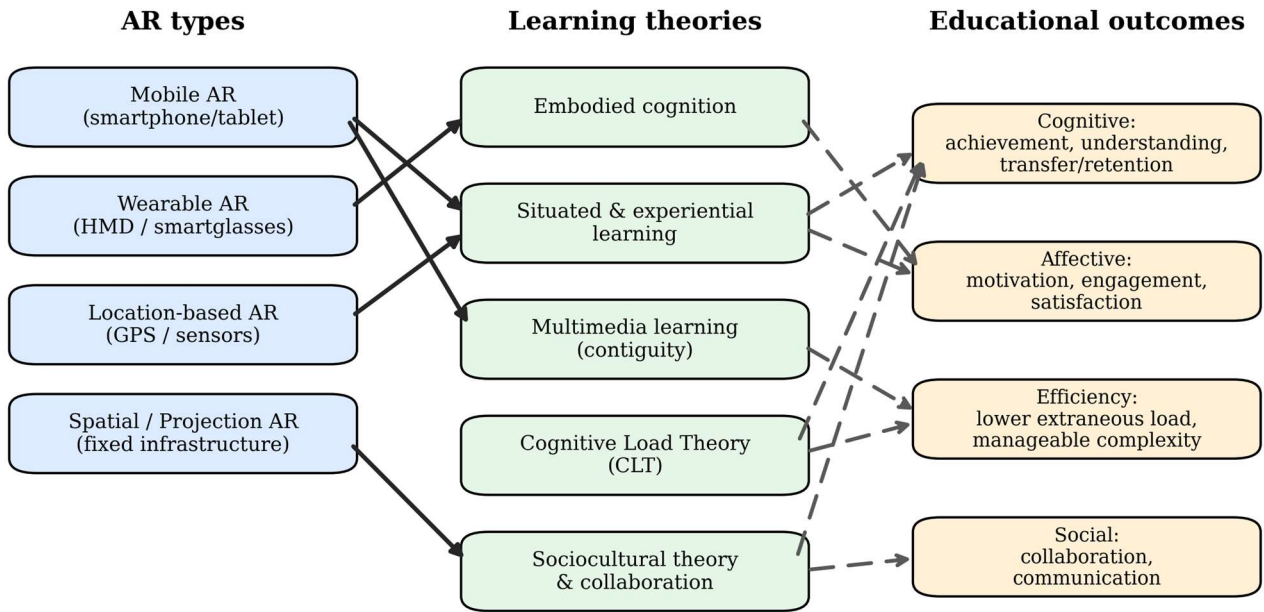 AR types
Learning theories
Educational outcomes
Mobile AR
(smartphone/tablet)
Wearable AR
(HMD / smartglasses)
Location-based AR
(GPS / sensors)
Spatial / Projection AR
(fixed infrastructure)
Embodied cognition
Situated & experiential
learning
Multimedia learning
(contiguity)
Cognitive Load Theory
(CLT)
Sociocultural theory
& collaboration
Cognitive:
achievement, understanding,
transfer/retention
Affective:
motivation, engagement,
satisfaction
Efficiency:
lower extraneous load,
manageable complexity
Social:
collaboration,
communication